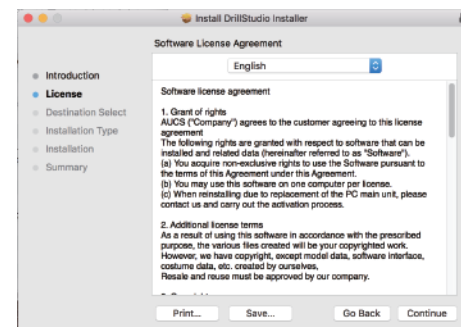 Install DrillStudio Installer
Software License Agreement
English
Introduction
License
Destination Select
Installation Type
Installation
Summary
Software license agreement
1. Grant of rights
AUCS ("Company") agrees to the customer agreeing to this license
agreement
The following rights are granted with respect to software that can be
installed and related data (hereinafter referred to as "Software").
(a) You acquire non-exclusive rights to use the Software pursuant to
the terms of this Agreement under this Agreement.
(b) You may use this software on one computer per license.
(c) When reinstalling due to replacement of the PC main unit, please
contact us and carry out the activation process.
2. Additional license terms
As a result of using this software in accordance with the prescribed
purpose, the various files created will be your copyrighted work.
However, we have copyright, except model data, software interface,
costume data, etc. created by ourselves,
Resale and reuse must be approved by our company.
Print...
Save...
Go Back
Continue